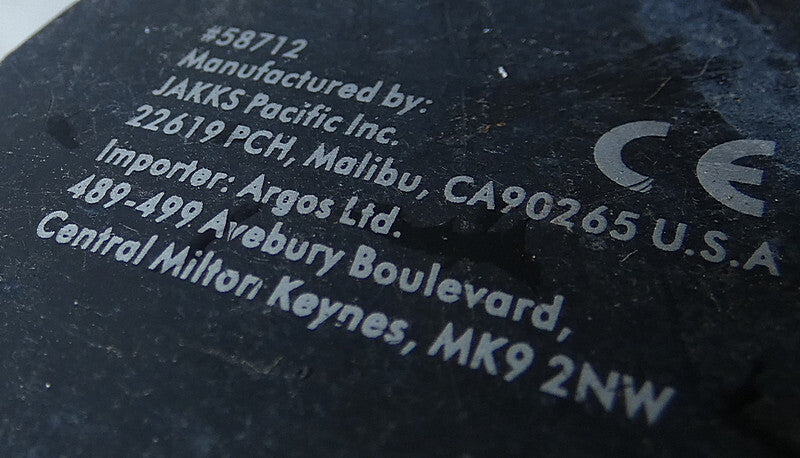 #58712
Manufactured by:
JAKKS Pacific Inc.
22619 PCH, Malibu, CA90265 U.S.A
Importer: Argos Ltd.
489-499 Avebury Boulevard,
Central Milton Keynes, MK9 2NW
CE